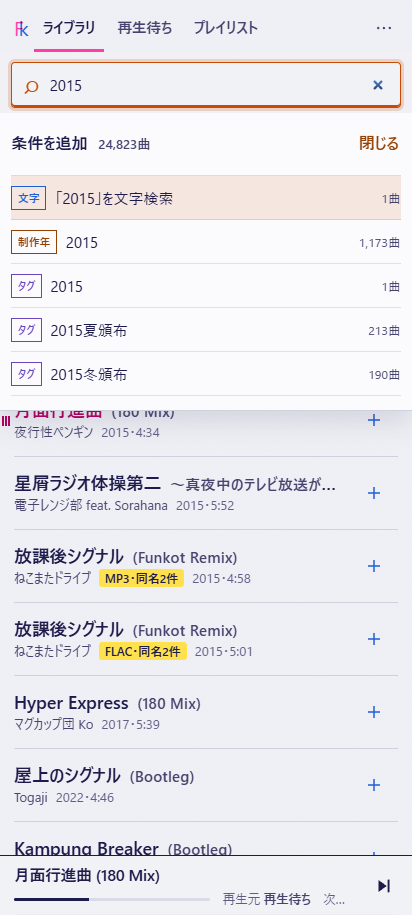 Fk ライブラリ 再生待ち プレイリスト …
2015 ×
条件を追加 24,823曲 閉じる
文字 「2015」を文字検索 1曲
制作年 2015 1,173曲
タグ 2015 1曲
タグ 2015夏頒布 213曲
タグ 2015冬頒布 190曲
月面行進曲 (180 Mix)
夜行性ペンギン 2015・4:34
星屑ラジオ体操第二 ～真夜中のテレビ放送が…
電子レンジ部 feat. Sorahana 2015・5:52
放課後シグナル (Funkot Remix)
ねこまたドライブ MP3・同名2件 2015・4:58
放課後シグナル (Funkot Remix)
ねこまたドライブ FLAC・同名2件 2015・5:01
Hyper Express (180 Mix)
マグカップ団 Ko 2017・5:39
屋上のシグナル (Bootleg)
Togaji 2022・4:46
Kampung Breaker (Bootleg)
月面行進曲 (180 Mix)
再生元 再生待ち 次…